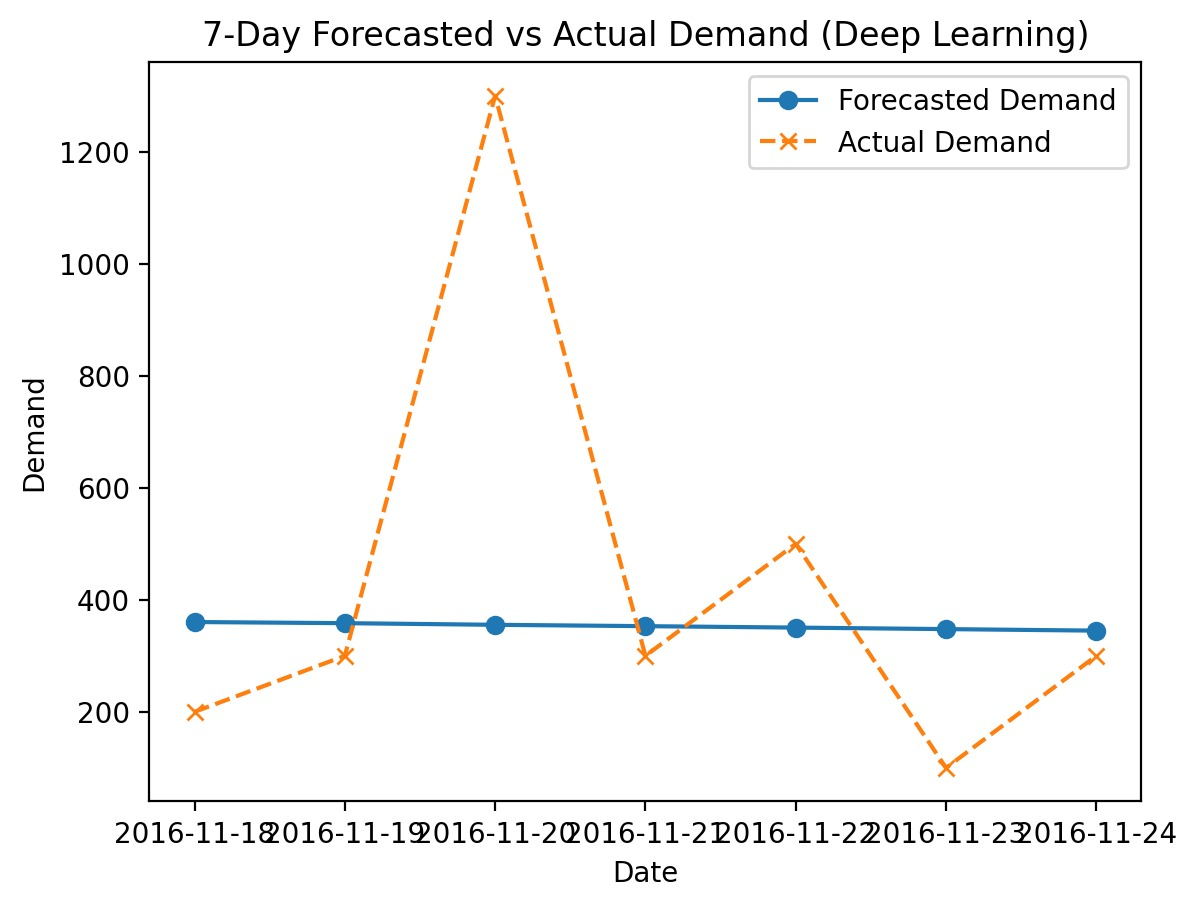 7-Day Forecasted vs Actual Demand (Deep Learning)
Forecasted Demand
Actual Demand
1200
1000
800
600
400
200
Demand
2016-11-18 2016-11-19 2016-11-20 2016-11-21 2016-11-22 2016-11-23 2016-11-24
Date